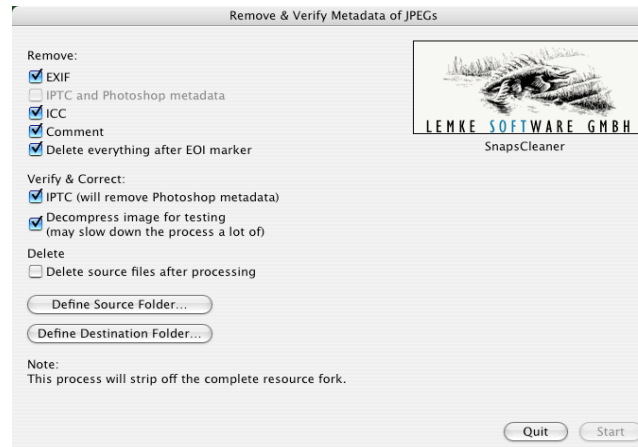 Remove & Verify Metadata of JPEGs
Remove:
EXIF
IPTC and Photoshop metadata
ICC
Comment
Delete everything after EOI marker
LEMKE SOFTWARE GMBH
SnapsCleaner
Verify & Correct:
IPTC (will remove Photoshop metadata)
Decompress image for testing
(may slow down the process a lot of)
Delete
Delete source files after processing
Define Source Folder...
Define Destination Folder...
Note:
This process will strip off the complete resource fork.
Quit
Start